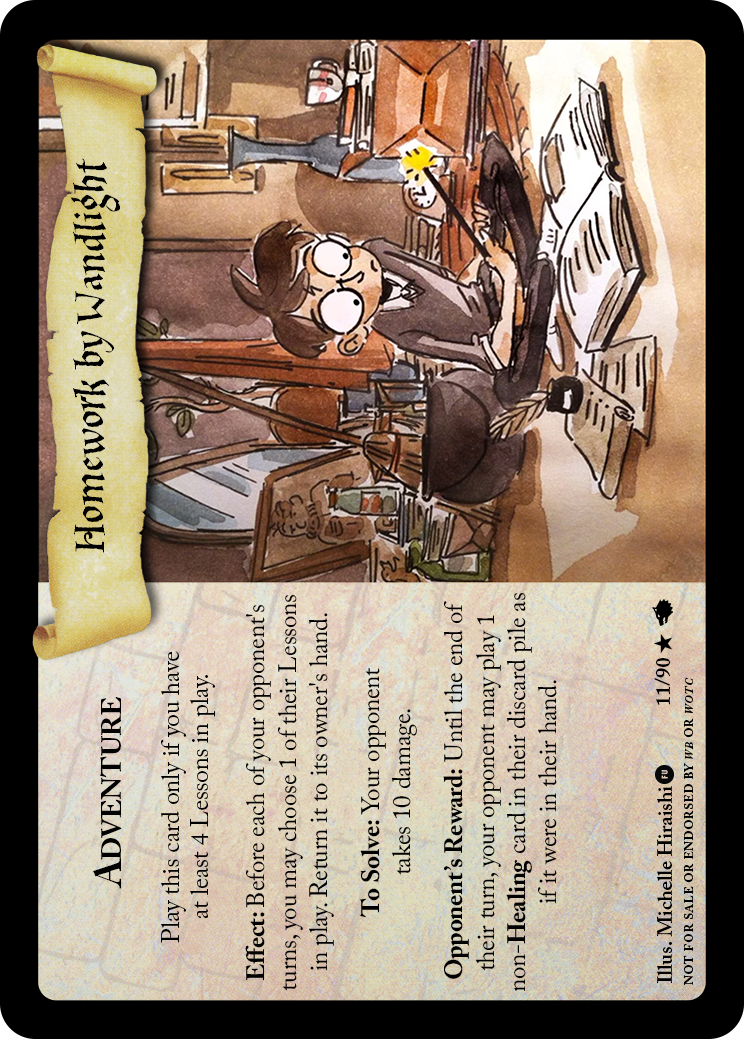 Homework by Wandlight
ADVENTURE
Play this card only if you have
at least 4 Lessons in play.
Effect: Before each of your opponent's
turns, you may choose 1 of their Lessons
in play. Return it to its owner's hand.
To Solve: Your opponent
takes 10 damage.
Opponent's Reward: Until the end of
their turn, your opponent may play 1
non-Healing card in their discard pile as
if it were in their hand.
Illus. Michelle Hiraishi FU 11/90 ★
NOT FOR SALE OR ENDORSED BY WB OR WOTC